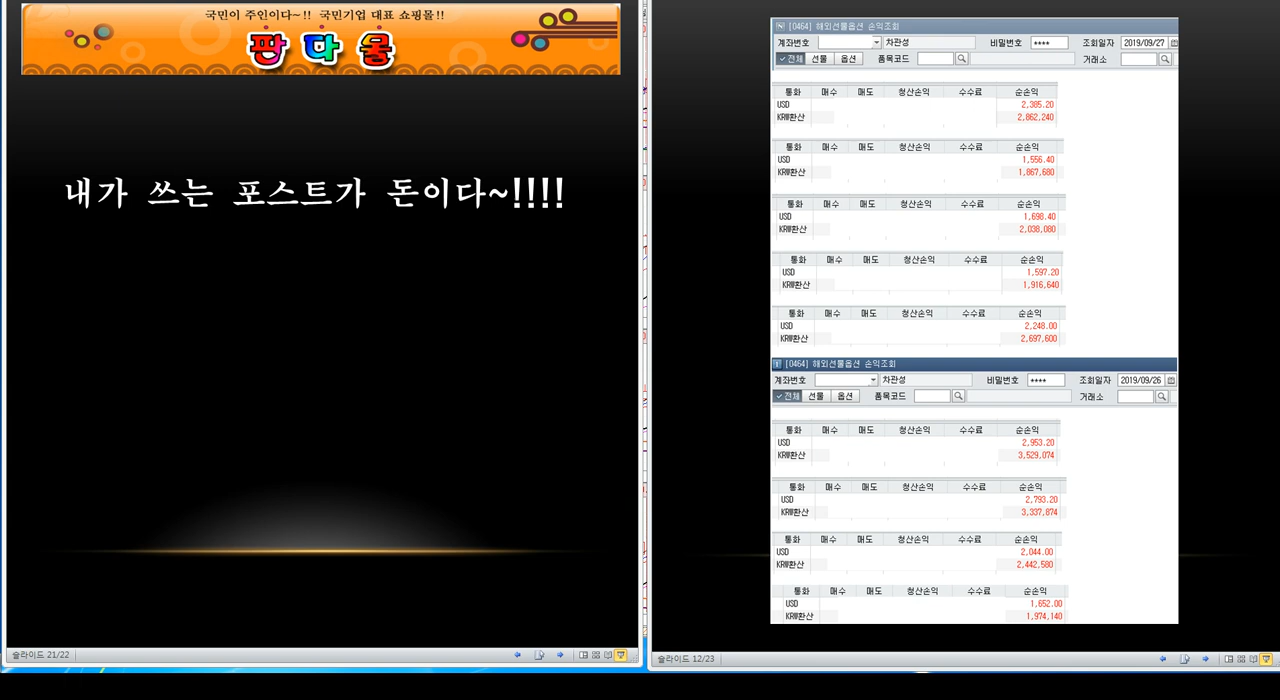 국민이 주인이다~!! 국민기업 대표 쇼핑몰!!
판다몰
내가 쓰는 포스트가 돈이다~!!!!
슬라이드 21/22
[0464] 해외선물옵션 손익조회
계좌번호 차관성 비밀번호 **** 조회일자 2019/09/27
✓전체 선물 옵션 품목코드 거래소
통화 매수 매도 청산손익 수수료 순손익
USD 2,385.20
KRW환산 2,862,240
통화 매수 매도 청산손익 수수료 순손익
USD 1,556.40
KRW환산 1,867,680
통화 매수 매도 청산손익 수수료 순손익
USD 1,698.40
KRW환산 2,038,080
통화 매수 매도 청산손익 수수료 순손익
USD 1,597.20
KRW환산 1,916,640
통화 매수 매도 청산손익 수수료 순손익
USD 2,248.00
KRW환산 2,697,600
[0464] 해외선물옵션 손익조회
계좌번호 차관성 비밀번호 **** 조회일자 2019/09/26
✓전체 선물 옵션 품목코드 거래소
통화 매수 매도 청산손익 수수료 순손익
USD 2,953.20
KRW환산 3,529,074
통화 매수 매도 청산손익 수수료 순손익
USD 2,793.20
KRW환산 3,337,874
통화 매수 매도 청산손익 수수료 순손익
USD 2,044.00
KRW환산 2,442,580
통화 매수 매도 청산손익 수수료 순손익
USD 1,652.00
KRW환산 1,974,140
슬라이드 12/23